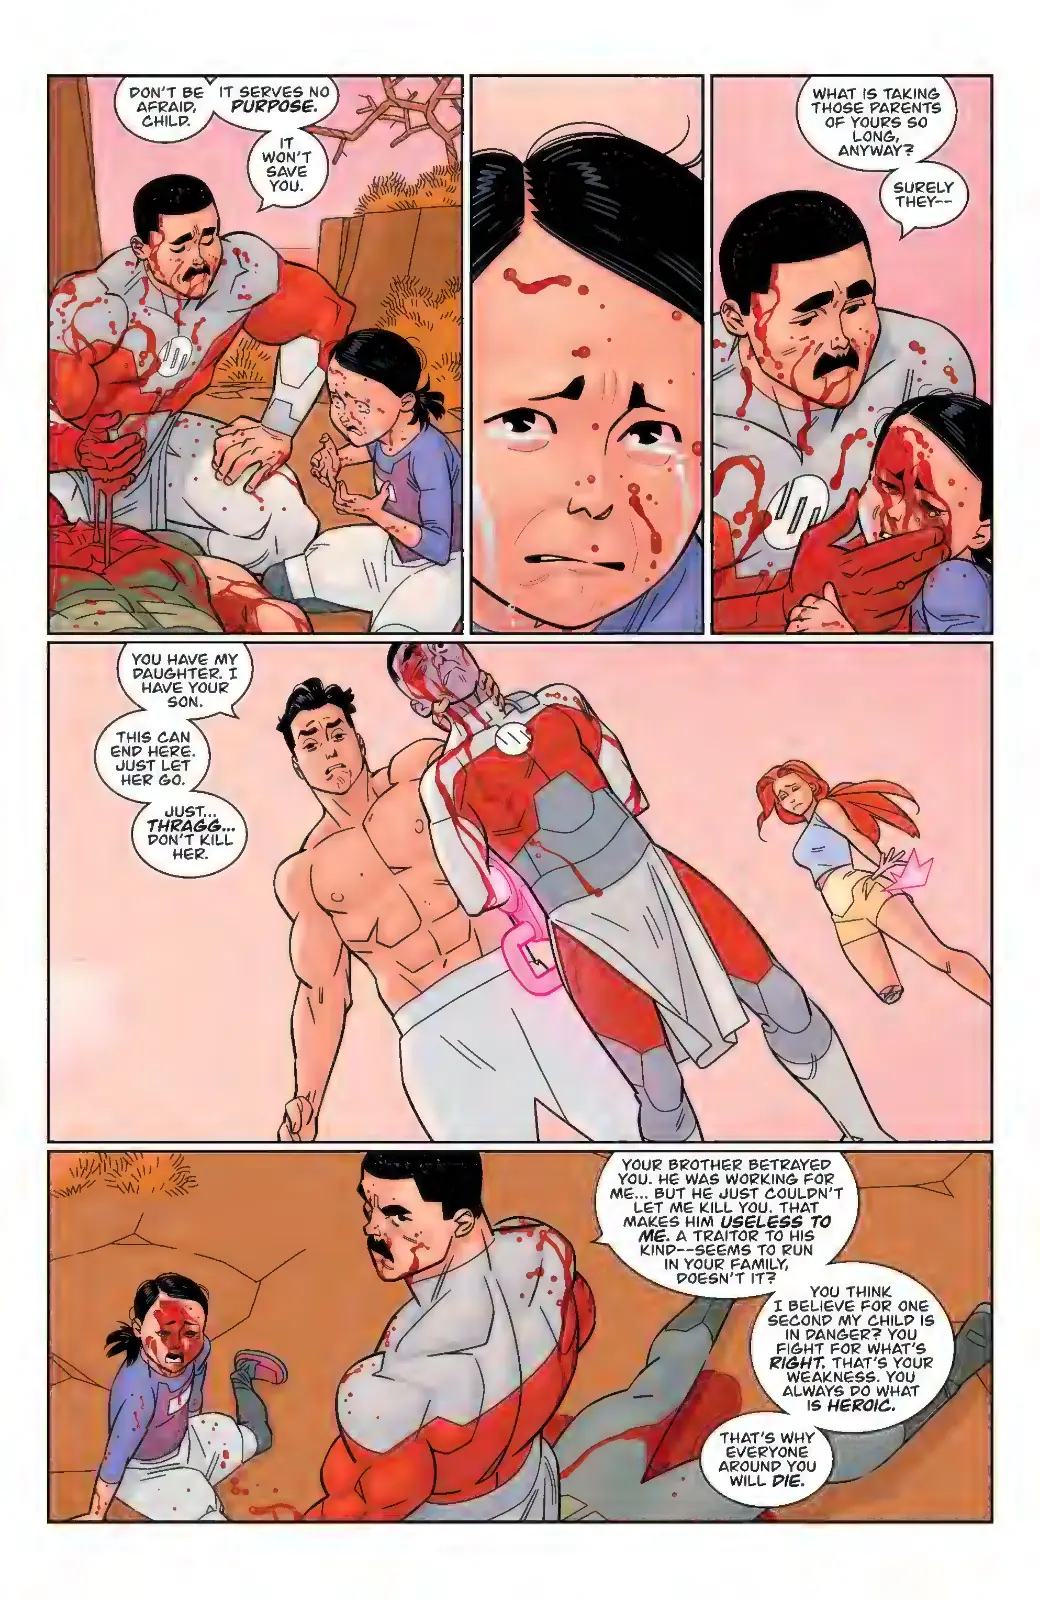 DON'T BE
AFRAID,
CHILD.
IT SERVES NO
PURPOSE.
IT
WON'T
SAVE
YOU.
WHAT IS TAKING
THOSE PARENTS
OF YOURS SO
LONG,
ANYWAY?
SURELY
THEY--
YOU HAVE MY
DAUGHTER. I
HAVE YOUR
SON.
THIS CAN
END HERE.
JUST LET
HER GO.
JUST...
THRAGG...
DON'T KILL
HER.
YOUR BROTHER BETRAYED
YOU. HE WAS WORKING FOR
ME... BUT HE JUST COULDN'T
LET ME KILL YOU. THAT
MAKES HIM USELESS TO
ME. A TRAITOR TO HIS
KIND--SEEMS TO RUN
IN YOUR FAMILY,
DOESN'T IT?
YOU THINK
I BELIEVE FOR ONE
SECOND MY CHILD IS
IN DANGER? YOU
FIGHT FOR WHAT'S
RIGHT. THAT'S YOUR
WEAKNESS. YOU
ALWAYS DO WHAT
IS HEROIC.
THAT'S WHY
EVERYONE
AROUND YOU
WILL DIE.